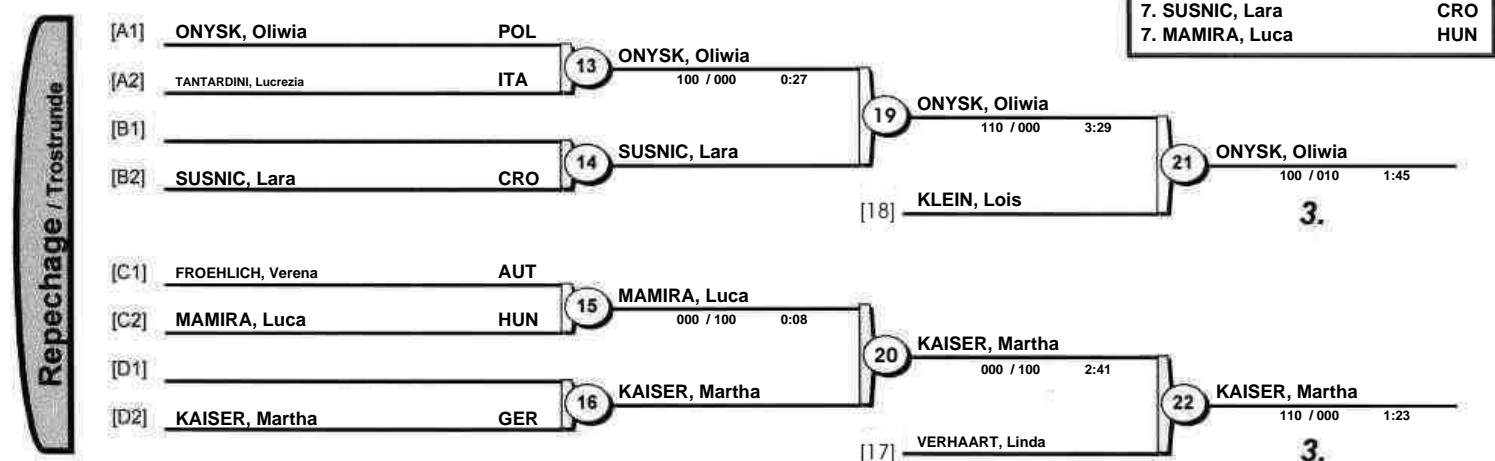 7. SUSNIC, Lara CRO
7. MAMIRA, Luca HUN
Repechage / Trostrunde
[A1] ONYSK, Oliwia POL
13 ONYSK, Oliwia
100 / 000 0:27
[A2] TANTARDINI, Lucrezia ITA
19 ONYSK, Oliwia
110 / 000 3:29
[B1]
14 SUSNIC, Lara
[B2] SUSNIC, Lara CRO
21 ONYSK, Oliwia
100 / 010 1:45
[18] KLEIN, Lois
3.
[C1] FROEHLICH, Verena AUT
15 MAMIRA, Luca
000 / 100 0:08
[C2] MAMIRA, Luca HUN
20 KAISER, Martha
000 / 100 2:41
[D1]
16 KAISER, Martha
[D2] KAISER, Martha GER
22 KAISER, Martha
110 / 000 1:23
[17] VERHAART, Linda
3.